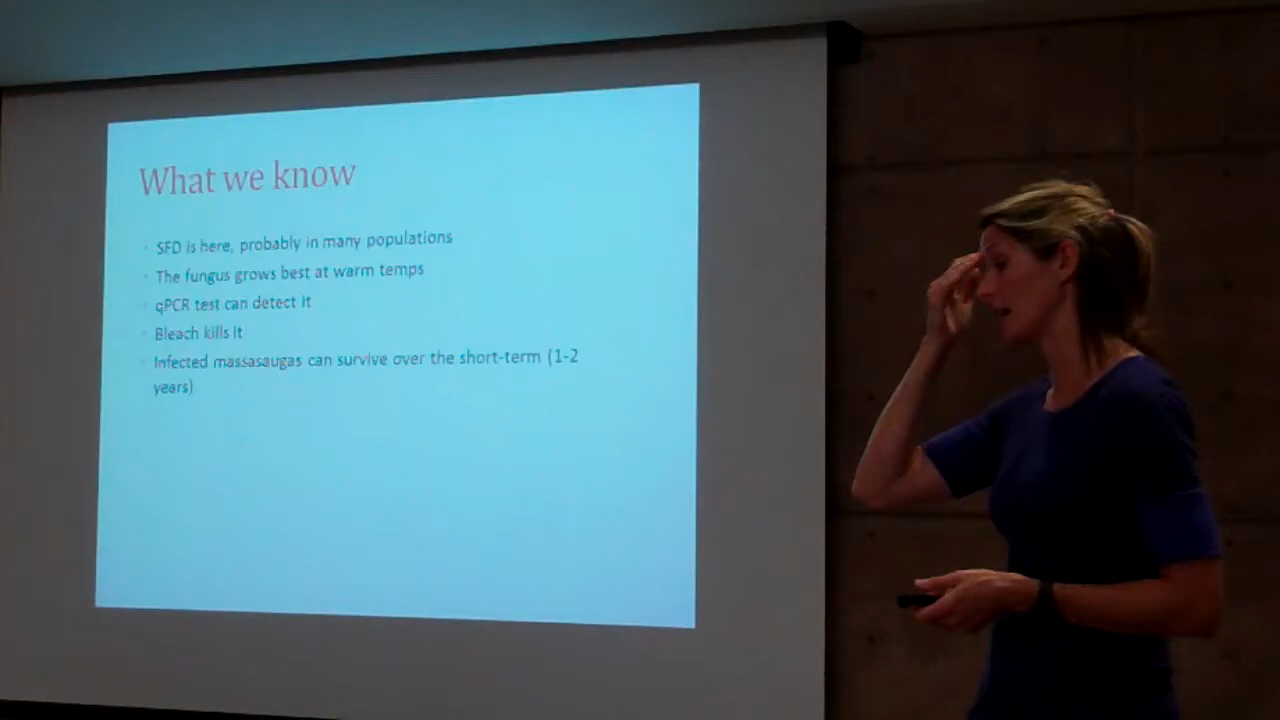 What we know
SFD is here, probably in many populations
The fungus grows best at warm temps
qPCR test can detect it
Bleach kills it
Infected massasaugas can survive over the short-term (1-2
years)